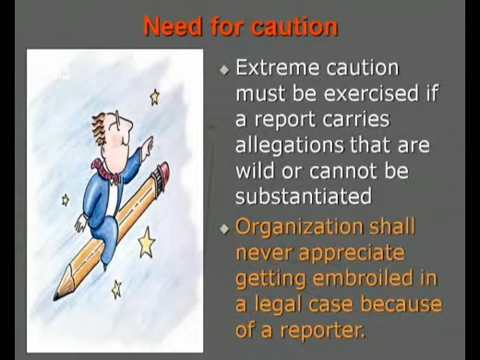 Need for caution
Extreme caution
must be exercised if
a report carries
allegations that are
wild or cannot be
substantiated
Organization shall
never appreciate
getting embroiled in
a legal case because
of a reporter.